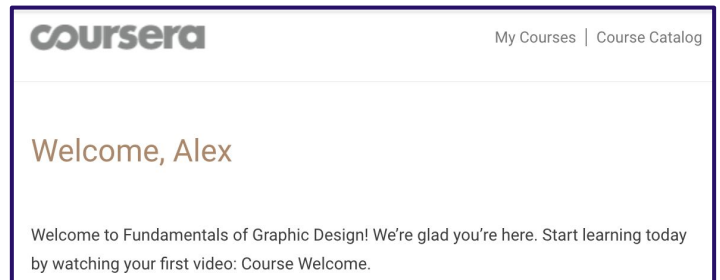 coursera
My Courses | Course Catalog
Welcome, Alex
Welcome to Fundamentals of Graphic Design! We’re glad you’re here. Start learning today
by watching your first video: Course Welcome.